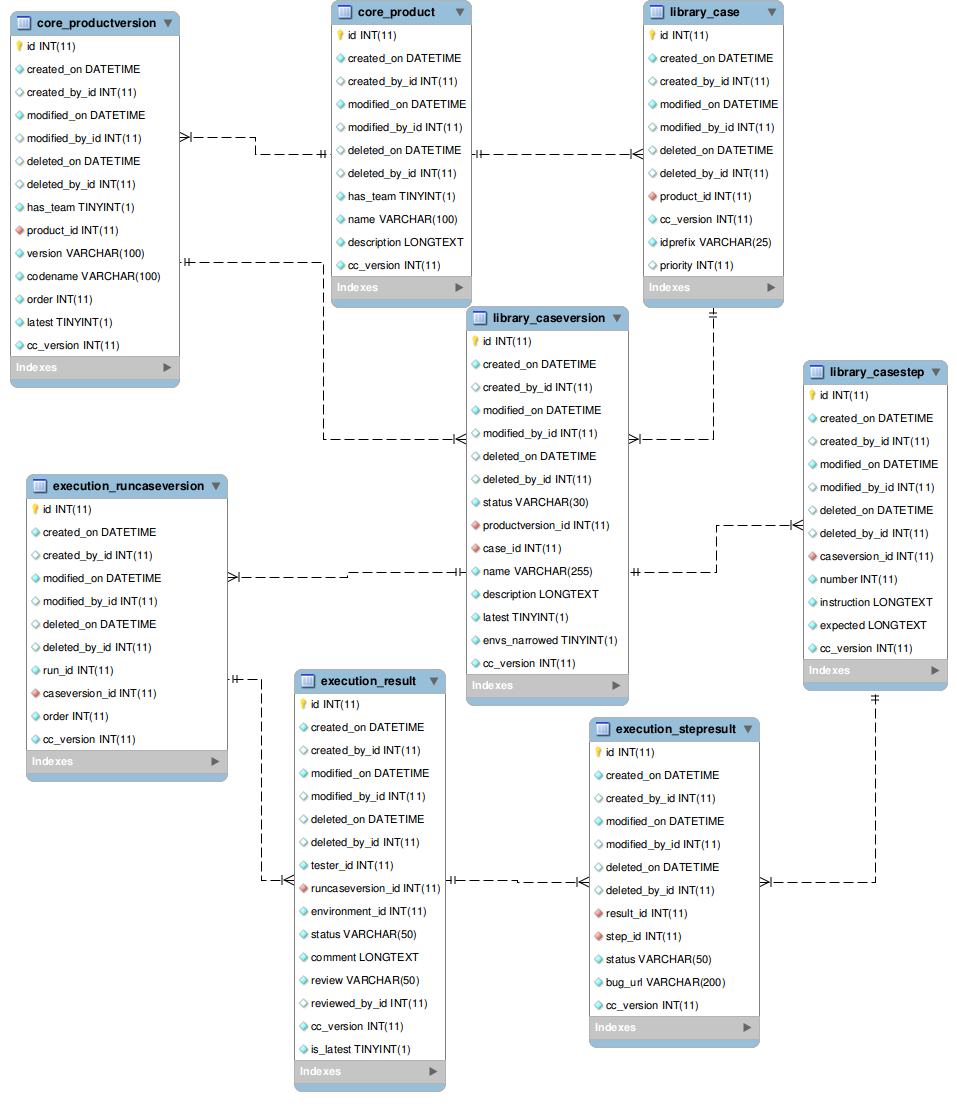 core_productversion
id INT(11)
created_on DATETIME
created_by_id INT(11)
modified_on DATETIME
modified_by_id INT(11)
deleted_on DATETIME
deleted_by_id INT(11)
has_team TINYINT(1)
product_id INT(11)
version VARCHAR(100)
codename VARCHAR(100)
order INT(11)
latest TINYINT(1)
cc_version INT(11)
Indexes
core_product
id INT(11)
created_on DATETIME
created_by_id INT(11)
modified_on DATETIME
modified_by_id INT(11)
deleted_on DATETIME
deleted_by_id INT(11)
has_team TINYINT(1)
name VARCHAR(100)
description LONGTEXT
cc_version INT(11)
Indexes
library_case
id INT(11)
created_on DATETIME
created_by_id INT(11)
modified_on DATETIME
modified_by_id INT(11)
deleted_on DATETIME
deleted_by_id INT(11)
product_id INT(11)
cc_version INT(11)
idprefix VARCHAR(25)
priority INT(11)
Indexes
library_caseversion
id INT(11)
created_on DATETIME
created_by_id INT(11)
modified_on DATETIME
modified_by_id INT(11)
deleted_on DATETIME
deleted_by_id INT(11)
status VARCHAR(30)
productversion_id INT(11)
case_id INT(11)
name VARCHAR(255)
description LONGTEXT
latest TINYINT(1)
envs_narrowed TINYINT(1)
cc_version INT(11)
Indexes
library_casestep
id INT(11)
created_on DATETIME
created_by_id INT(11)
modified_on DATETIME
modified_by_id INT(11)
deleted_on DATETIME
deleted_by_id INT(11)
caseversion_id INT(11)
number INT(11)
instruction LONGTEXT
expected LONGTEXT
cc_version INT(11)
Indexes
execution_runcaseversion
id INT(11)
created_on DATETIME
created_by_id INT(11)
modified_on DATETIME
modified_by_id INT(11)
deleted_on DATETIME
deleted_by_id INT(11)
run_id INT(11)
caseversion_id INT(11)
order INT(11)
cc_version INT(11)
Indexes
execution_result
id INT(11)
created_on DATETIME
created_by_id INT(11)
modified_on DATETIME
modified_by_id INT(11)
deleted_on DATETIME
deleted_by_id INT(11)
tester_id INT(11)
runcaseversion_id INT(11)
environment_id INT(11)
status VARCHAR(50)
comment LONGTEXT
review VARCHAR(50)
reviewed_by_id INT(11)
cc_version INT(11)
is_latest TINYINT(1)
Indexes
execution_stepresult
id INT(11)
created_on DATETIME
created_by_id INT(11)
modified_on DATETIME
modified_by_id INT(11)
deleted_on DATETIME
deleted_by_id INT(11)
result_id INT(11)
step_id INT(11)
status VARCHAR(50)
bug_url VARCHAR(200)
cc_version INT(11)
Indexes